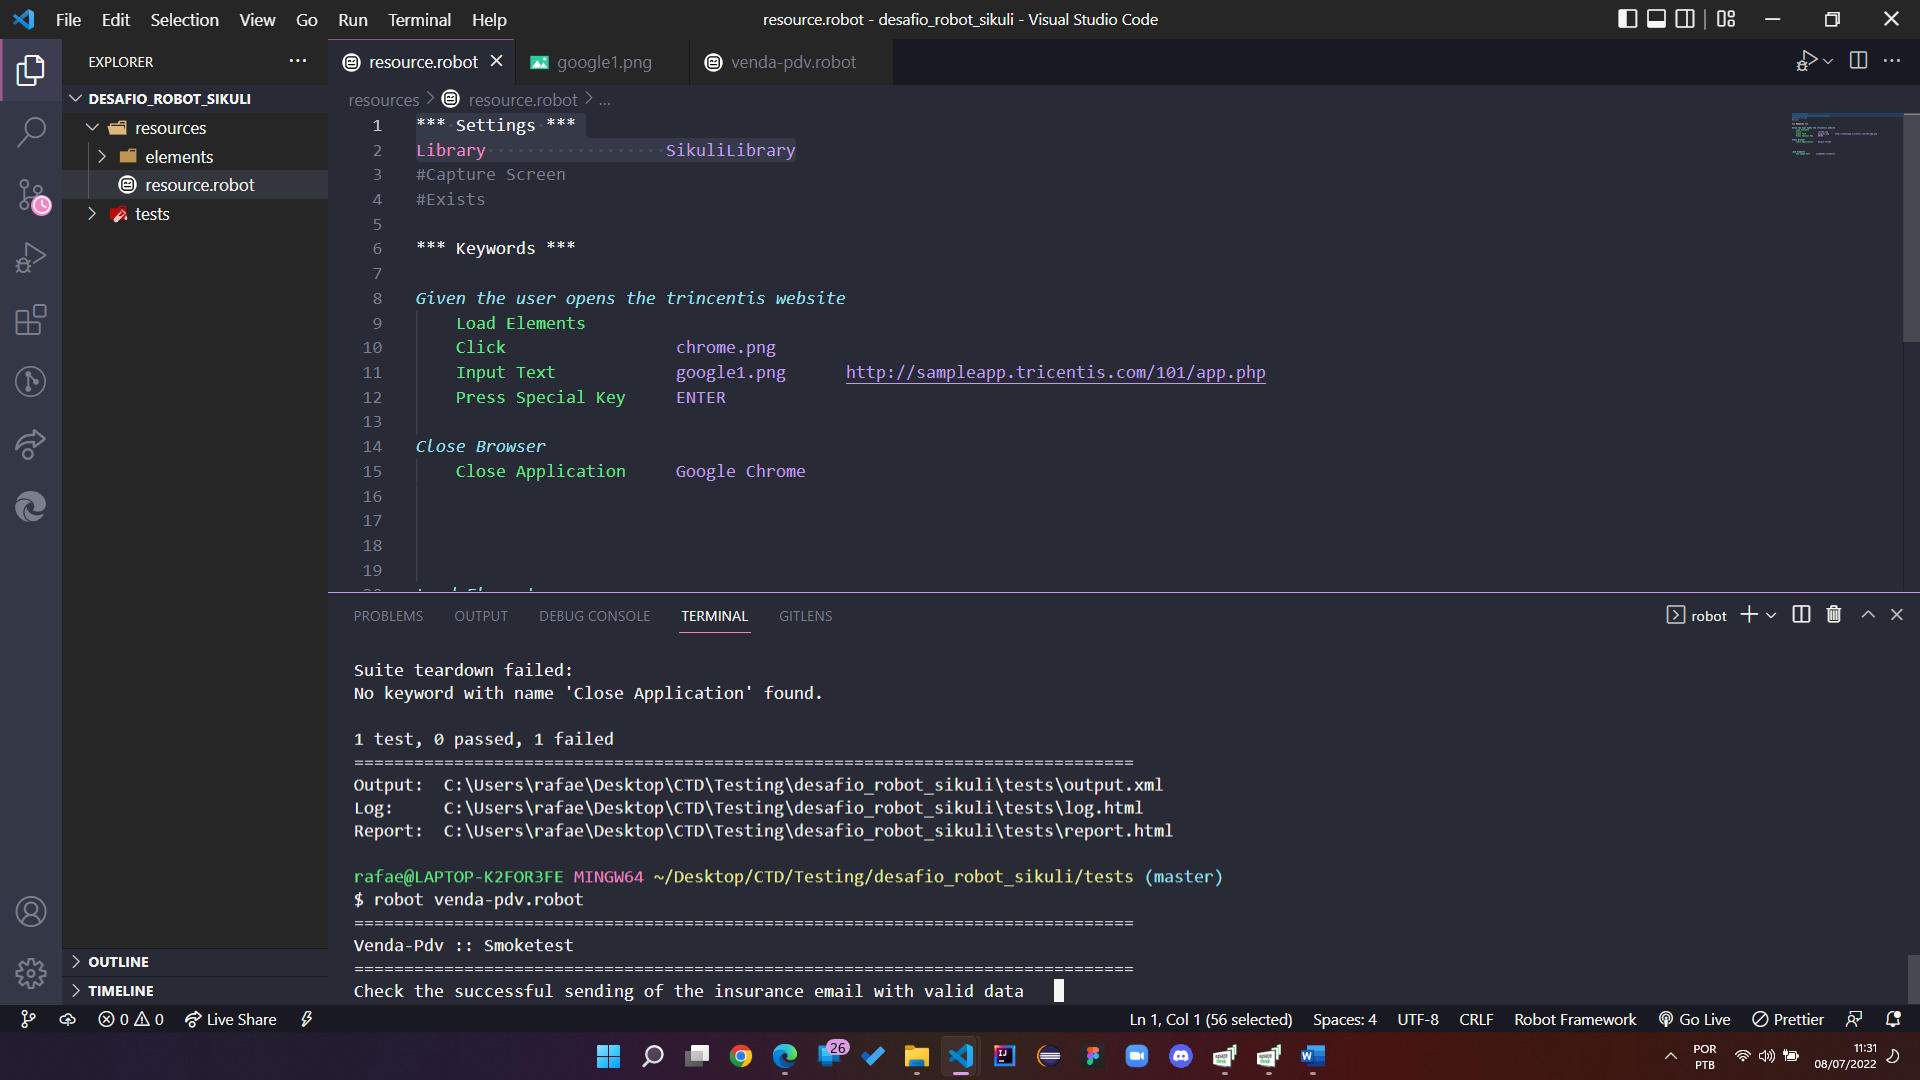 File Edit Selection View Go Run Terminal Help
resource.robot - desafio_robot_sikuli - Visual Studio Code
EXPLORER
resource.robot
google1.png
venda-pdv.robot
DESAFIO_ROBOT_SIKULI
resources
elements
resource.robot
tests
resources > resource.robot > ...
1 *** Settings ***
2 Library SikuliLibrary
3 #Capture Screen
4 #Exists
5
6 *** Keywords ***
7
8 Given the user opens the trincentis website
9 Load Elements
10 Click chrome.png
11 Input Text google1.png http://sampleapp.tricentis.com/101/app.php
12 Press Special Key ENTER
13
14 Close Browser
15 Close Application Google Chrome
16
17
18
19
PROBLEMS OUTPUT DEBUG CONSOLE TERMINAL GITLENS
robot
Suite teardown failed:
No keyword with name 'Close Application' found.
1 test, 0 passed, 1 failed
==============================================================================
Output: C:\Users\rafae\Desktop\CTD\Testing\desafio_robot_sikuli\tests\output.xml
Log: C:\Users\rafae\Desktop\CTD\Testing\desafio_robot_sikuli\tests\log.html
Report: C:\Users\rafae\Desktop\CTD\Testing\desafio_robot_sikuli\tests\report.html
rafae@LAPTOP-K2FOR3FE MINGW64 ~/Desktop/CTD/Testing/desafio_robot_sikuli/tests (master)
$ robot venda-pdv.robot
==============================================================================
Venda-Pdv :: Smoketest
==============================================================================
Check the successful sending of the insurance email with valid data
OUTLINE
TIMELINE
0 0 Live Share
Ln 1, Col 1 (56 selected) Spaces: 4 UTF-8 CRLF Robot Framework Go Live Prettier
26
POR
PTB
11:31
08/07/2022